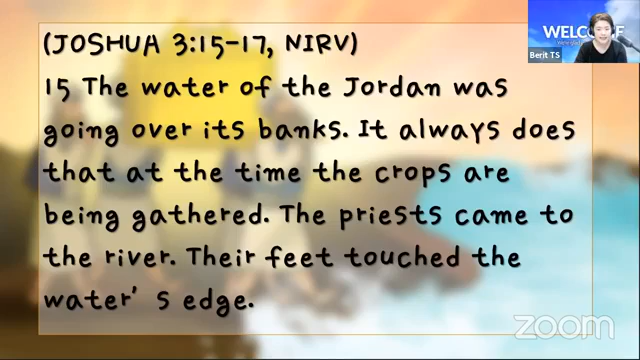 (JOSHUA 3:15-17, NIRV)
15 The water of the Jordan was
going over its banks. It always does
that at the time the crops are
being gathered. The priests came to
the river. Their feet touched the
water's edge.
WELCOME
Berit TS
zoom